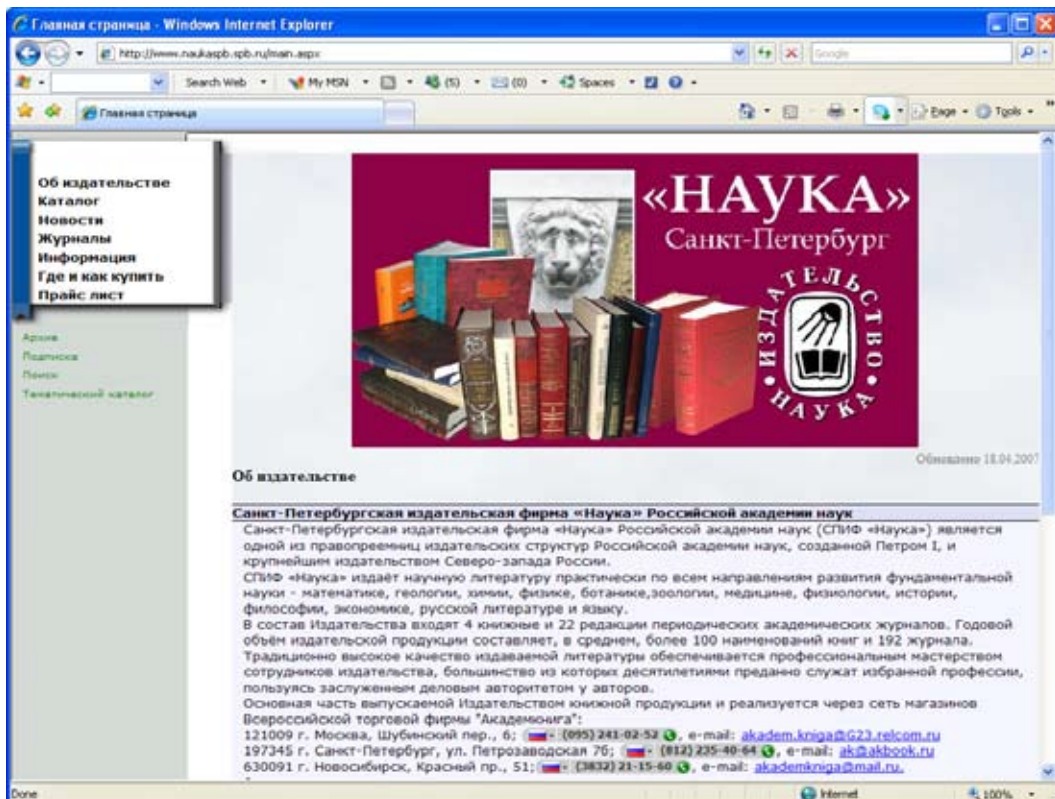 Главная страница - Windows Internet Explorer
http://www.naukaspb.spb.ru/main.aspx
Google
Search Web My MSN (5) (0) Spaces
Главная страница
Page Tools
Об издательстве
Каталог
Новости
Журналы
Информация
Где и как купить
Прайс лист
Архив
Подписка
Поиск
Тематический каталог
«НАУКА»
Санкт-Петербург
ИЗДАТЕЛЬСТВО
НАУКА
Обновлено 18.04.2007
Об издательстве
Санкт-Петербургская издательская фирма «Наука» Российской академии наук
Санкт-Петербургская издательская фирма «Наука» Российской академии наук (СПИФ «Наука») является
одной из правопреемниц издательских структур Российской академии наук, созданной Петром I, и
крупнейшим издательством Северо-запада России.
СПИФ «Наука» издаёт научную литературу практически по всем направлениям развития фундаментальной
науки - математике, геологии, химии, физике, ботанике,зоологии, медицине, физиологии, истории,
философии, экономике, русской литературе и языку.
В состав Издательства входят 4 книжные и 22 редакции периодических академических журналов. Годовой
объём издательской продукции составляет, в среднем, более 100 наименований книг и 192 журнала.
Традиционно высокое качество издаваемой литературы обеспечивается профессиональным мастерством
сотрудников издательства, большинство из которых десятилетиями преданно служат избранной профессии,
пользуясь заслуженным деловым авторитетом у авторов.
Основная часть выпускаемой Издательством книжной продукции и реализуется через сеть магазинов
Всероссийской торговой фирмы "Академкнига":
121009 г. Москва, Шубинский пер., 6; (095) 241-02-52, e-mail: akadem.kniga@G23.relcom.ru
197345 г. Санкт-Петербург, ул. Петрозаводская 7б; (812) 235-40-64, e-mail: ak@akbook.ru
630091 г. Новосибирск, Красный пр., 51; (3832) 21-15-60, e-mail: akademkniga@mail.ru.
Done Internet 100%